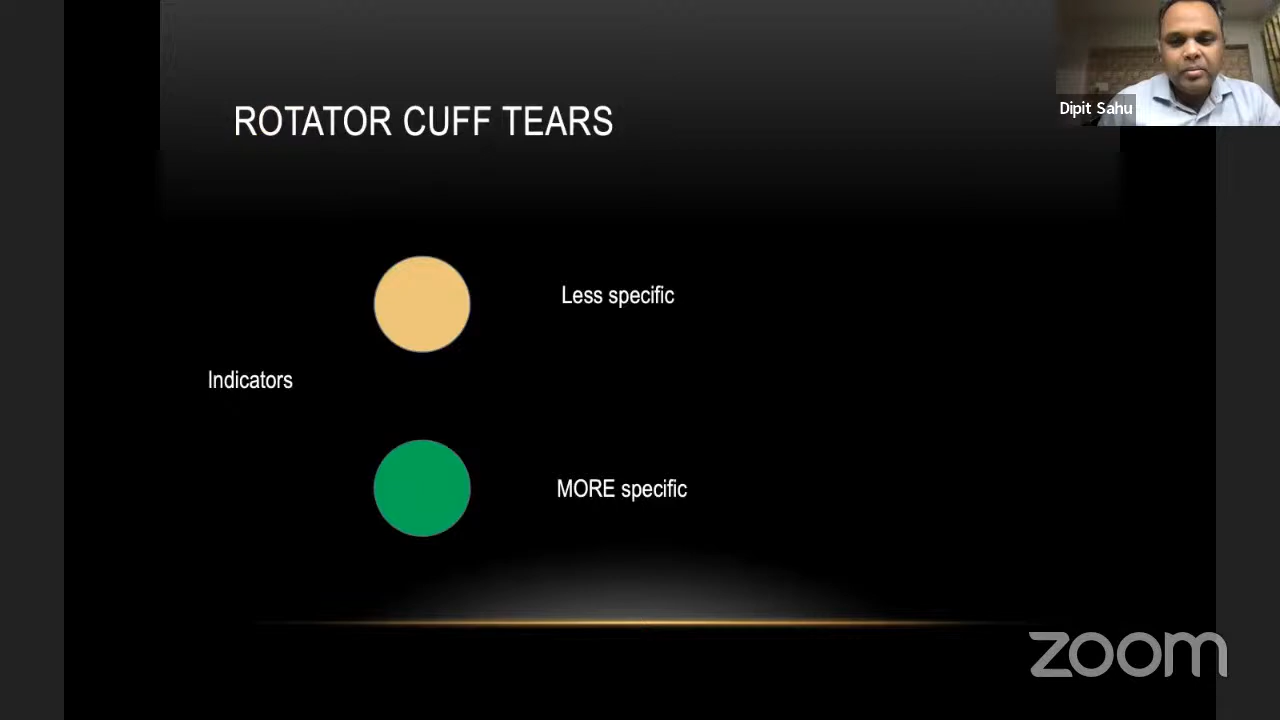 ROTATOR CUFF TEARS
Dipit Sahu
Less specific
Indicators
MORE specific
zoom